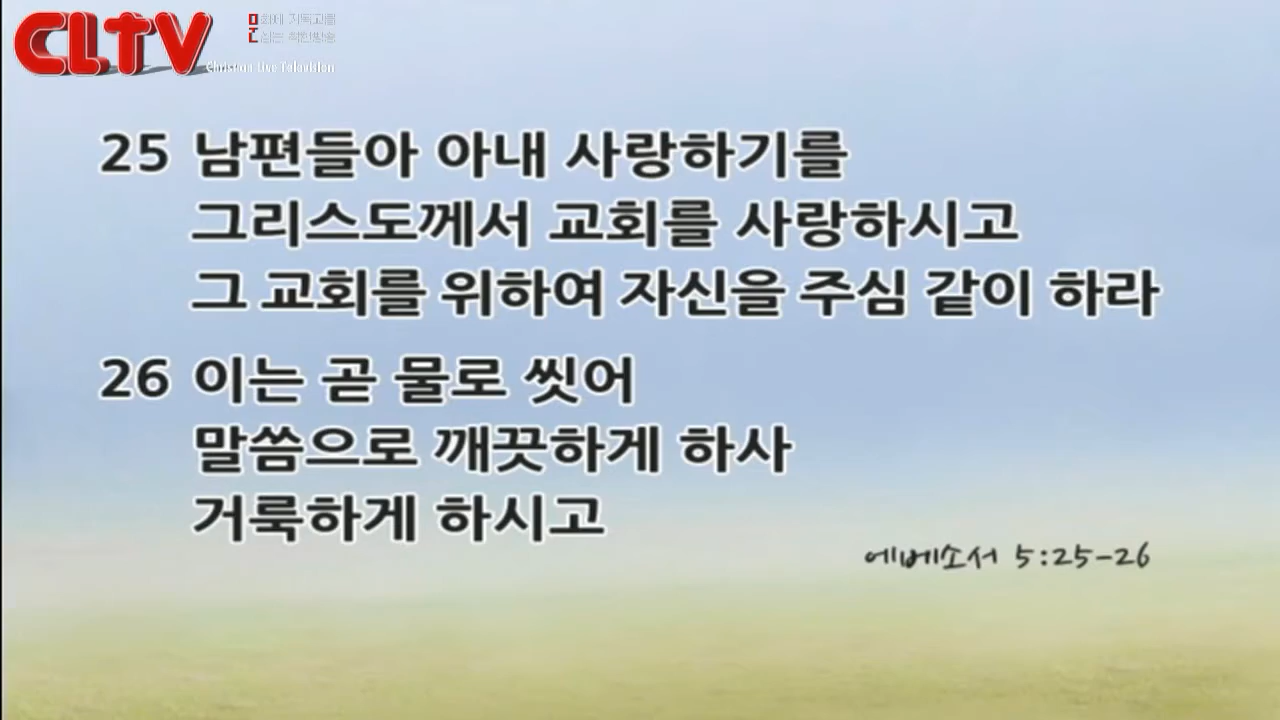 CLTV
Christian Live Television
25 남편들아 아내 사랑하기를
그리스도께서 교회를 사랑하시고
그 교회를 위하여 자신을 주심 같이 하라
26 이는 곧 물로 씻어
말씀으로 깨끗하게 하사
거룩하게 하시고
에베소서 5:25-26